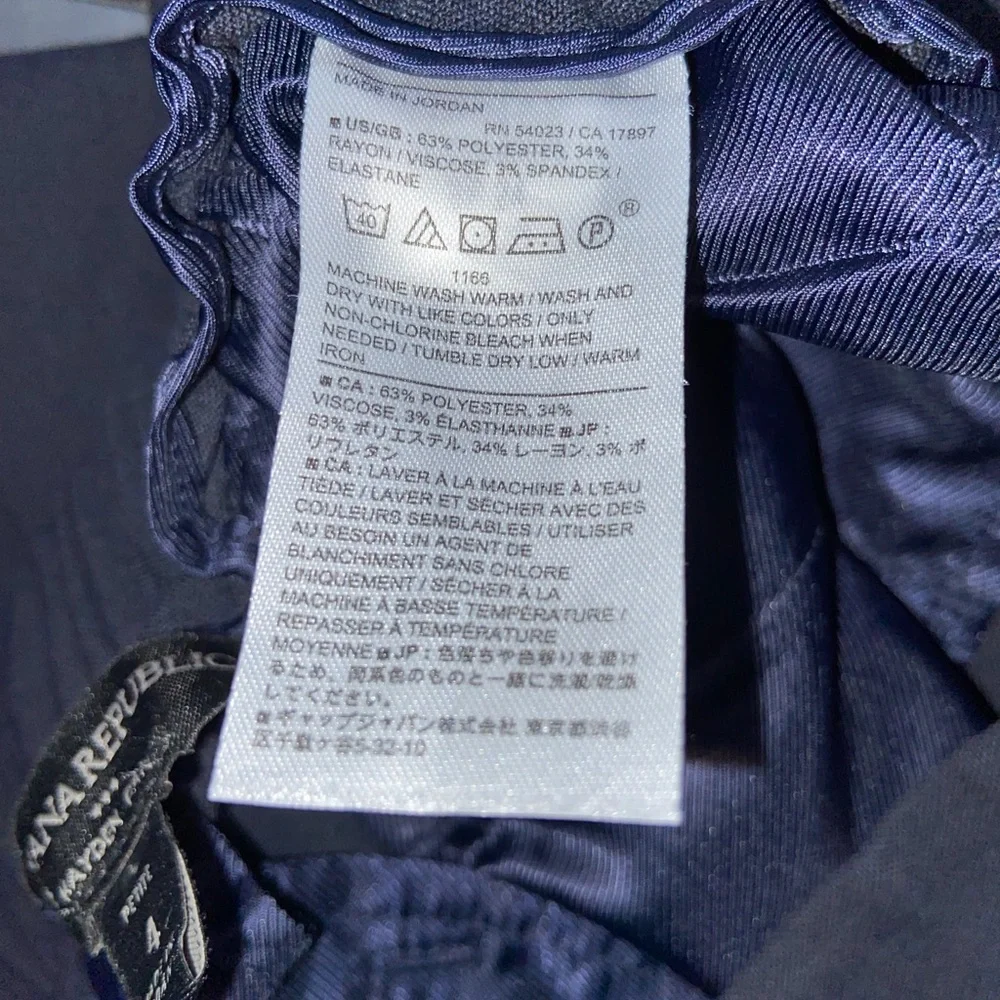 MADE IN JORDAN
RN 54023 / CA 17897
US/GB : 63% POLYESTER, 34%
RAYON / VISCOSE, 3% SPANDEX /
ELASTANE
40
P
®
1166
MACHINE WASH WARM / WASH AND
DRY WITH LIKE COLORS / ONLY
NON-CHLORINE BLEACH WHEN
NEEDED / TUMBLE DRY LOW / WARM
IRON
CA : 63% POLYESTER, 34%
VISCOSE, 3% ÉLASTHANNE JP :
63% ポリエステル, 34% レーヨン, 3% ポ
リフレタン
CA : LAVER À LA MACHINE À L'EAU
TIÈDE / LAVER ET SÉCHER AVEC DES
COULEURS SEMBLABLES / UTILISER
AU BESOIN UN AGENT DE
BLANCHIMENT SANS CHLORE
UNIQUEMENT / SÉCHER À LA
MACHINE À BASSE TEMPÉRATURE /
REPASSER À TEMPÉRATURE
MOYENNE JP : 色落ちや色移りを避け
るため、同系色のものと一緒に洗濯/乾燥
してください。
ギャップジャパン株式会社 東京都渋谷
区千駄ヶ谷5-32-10
ANA REPUBLIC
4